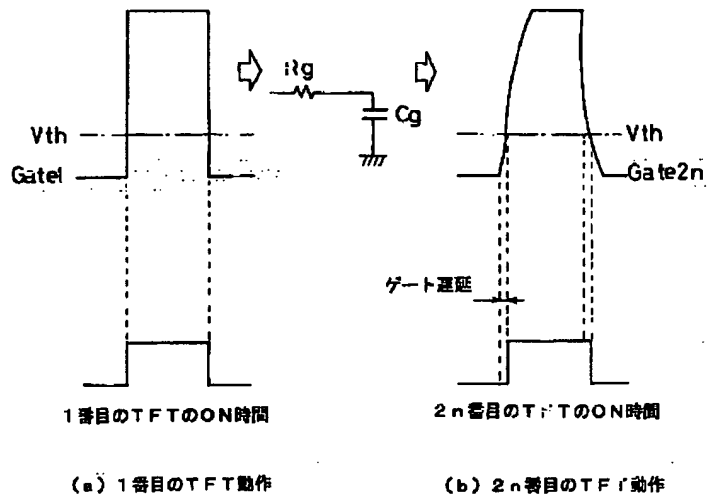 Rg
Cg
Vth
Vth
Gate1
Gate2n
ゲート遅延
1番目のTFTのON時間
2n番目のTFTのON時間
(a) 1番目のTFT動作
(b) 2n番目のTFT動作